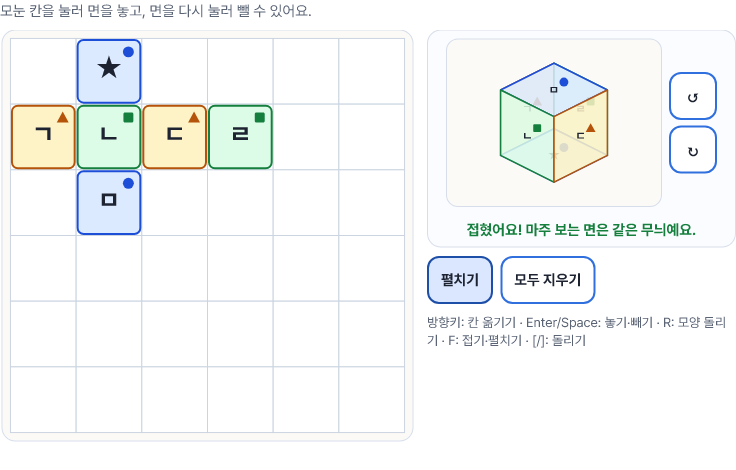 모눈 칸을 눌러 면을 놓고, 면을 다시 눌러 뺄 수 있어요.
★
ㄱ ㄴ ㄷ ㄹ
ㅁ
ㅁ
ㄴ ㄷ
↺
↻
접혔어요! 마주 보는 면은 같은 무늬예요.
펼치기 모두 지우기
방향키: 칸 옮기기 · Enter/Space: 놓기·빼기 · R: 모양 돌리
기 · F: 접기·펼치기 · [/]: 돌리기